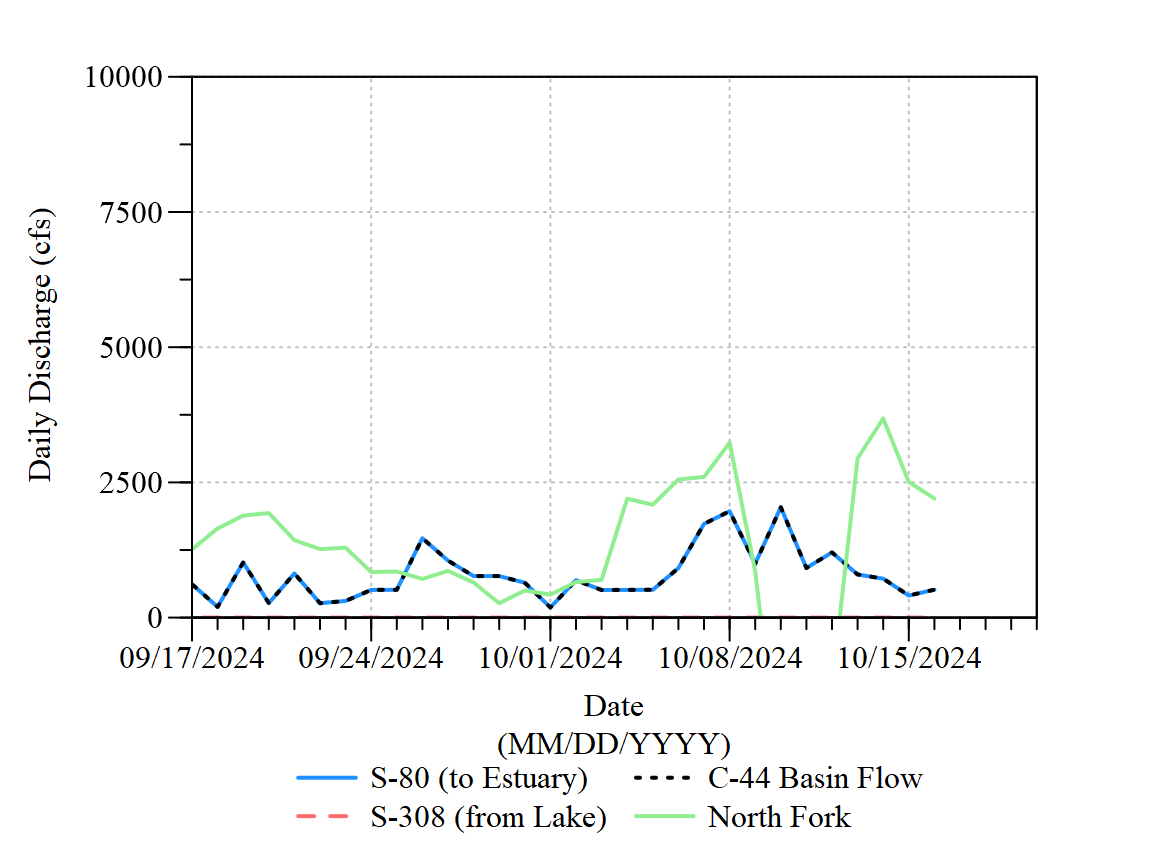 10000
7500
5000
2500
0
Daily Discharge (cfs)
09/17/2024 09/24/2024 10/01/2024 10/08/2024 10/15/2024
Date
(MM/DD/YYYY)
S-80 (to Estuary) C-44 Basin Flow
S-308 (from Lake) North Fork